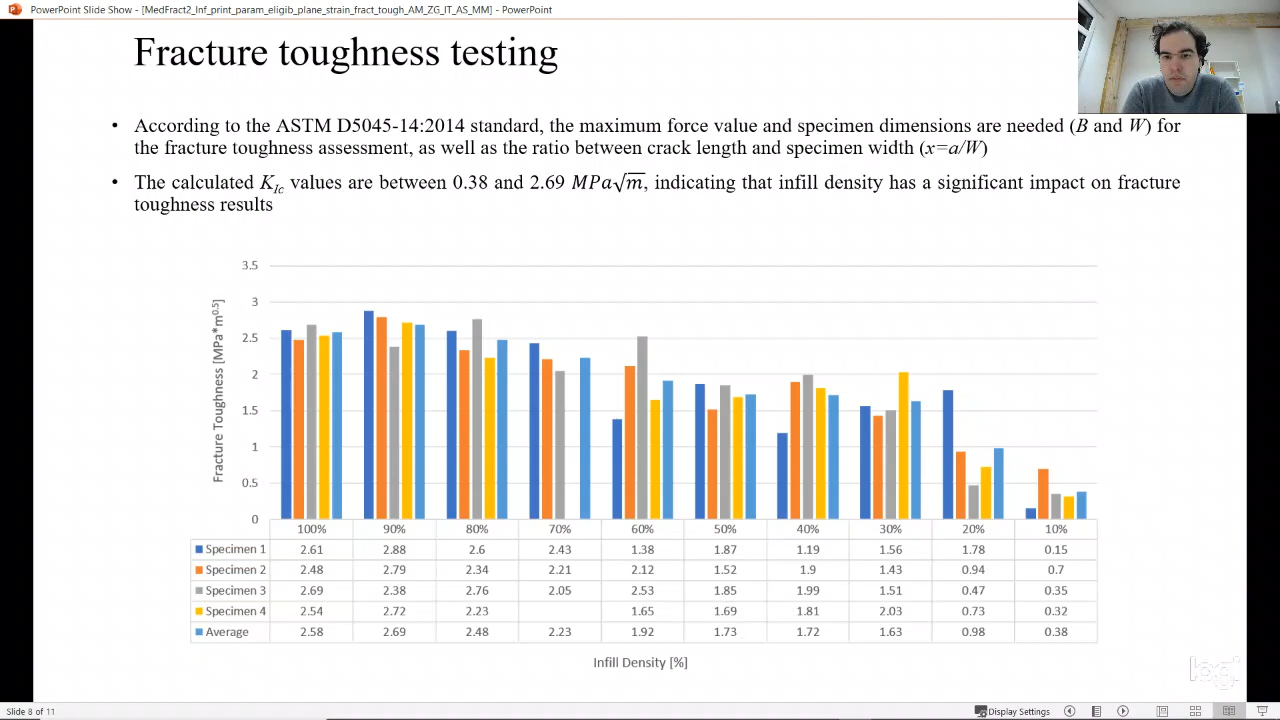 PowerPoint Slide Show - [MedFract2_Inf_print_param_eligib_plane_strain_fract_tough_AM_ZG_IT_AS_MM] - PowerPoint
Fracture toughness testing
• According to the ASTM D5045-14:2014 standard, the maximum force value and specimen dimensions are needed (B and W) for
the fracture toughness assessment, as well as the ratio between crack length and specimen width (x=a/W)
• The calculated K_Ic values are between 0.38 and 2.69 MPa√m, indicating that infill density has a significant impact on fracture
toughness results
Fracture Toughness [MPa*m^0.5]
3.5
3
2.5
2
1.5
1
0.5
0
100% 90% 80% 70% 60% 50% 40% 30% 20% 10%
Specimen 1 2.61 2.88 2.6 2.43 1.38 1.87 1.19 1.56 1.78 0.15
Specimen 2 2.48 2.79 2.34 2.21 2.12 1.52 1.9 1.43 0.94 0.7
Specimen 3 2.69 2.38 2.76 2.05 2.53 1.85 1.99 1.51 0.47 0.35
Specimen 4 2.54 2.72 2.23 1.65 1.69 1.81 2.03 0.73 0.32
Average 2.58 2.69 2.48 2.23 1.92 1.73 1.72 1.63 0.98 0.38
Infill Density [%]
logi
Slide 8 of 11
Display Settings